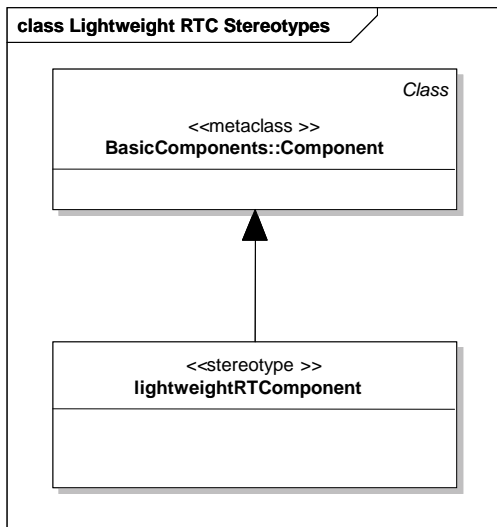 class Lightweight RTC Stereotypes
Class
<<metaclass >>
BasicComponents::Component
<<stereotype >>
lightweightRTComponent